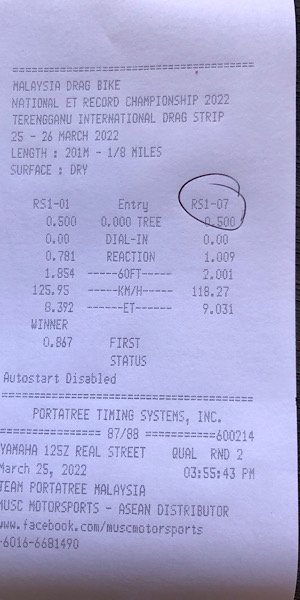 ==========================================
MALAYSIA DRAG BIKE
NATIONAL ET RECORD CHAMPIONSHIP 2022
TERENGGANU INTERNATIONAL DRAG STRIP
25 - 26 MARCH 2022
LENGTH : 201M - 1/8 MILES
SURFACE : DRY
RS1-01 Entry RS1-07
0.500 0.000 TREE 0.500
0.00 DIAL-IN 0.00
0.781 REACTION 1.009
1.854 -----60FT----- 2.001
125.95 -----KM/H----- 118.27
8.392 ------ET------ 9.031
WINNER
0.867 FIRST
STATUS
Autostart Disabled
==========================================
PORTATREE TIMING SYSTEMS, INC.
================ 87/88 ===========600214
YAMAHA 125Z REAL STREET QUAL RND 2
March 25, 2022 03:55:43 PM
TEAM PORTATREE MALAYSIA
MUSC MOTORSPORTS - ASEAN DISTRIBUTOR
www.facebook.com/muscmotorsports
-6016-6681490